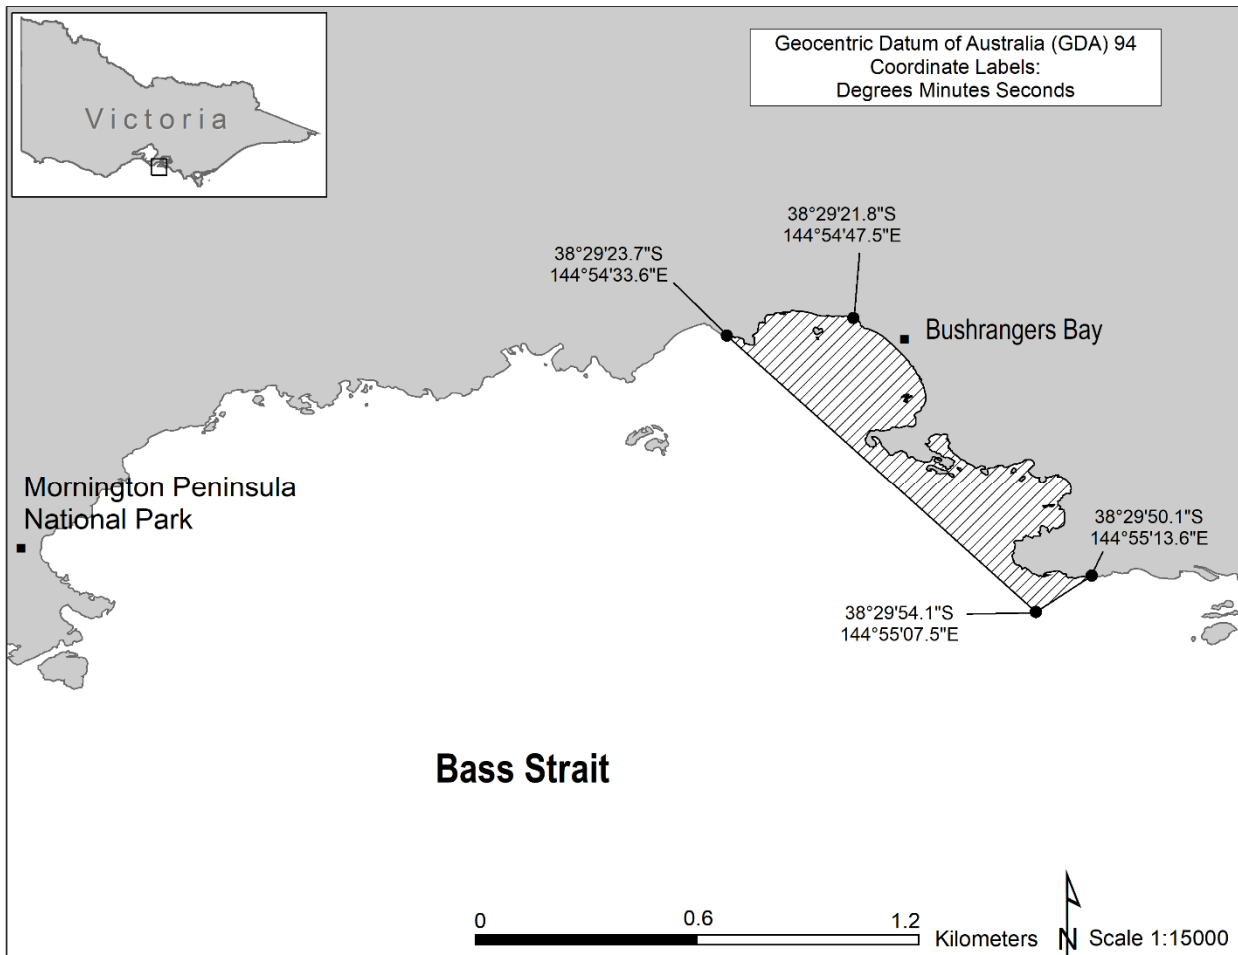 Geocentric Datum of Australia (GDA) 94
Coordinate Labels:
Degrees Minutes Seconds
Victoria
38°29'21.8"S
144°54'47.5"E
38°29'23.7"S
144°54'33.6"E
Bushrangers Bay
Mornington Peninsula
National Park
38°29'50.1"S
144°55'13.6"E
38°29'54.1"S
144°55'07.5"E
Bass Strait
0 0.6 1.2
Kilometers N Scale 1:15000